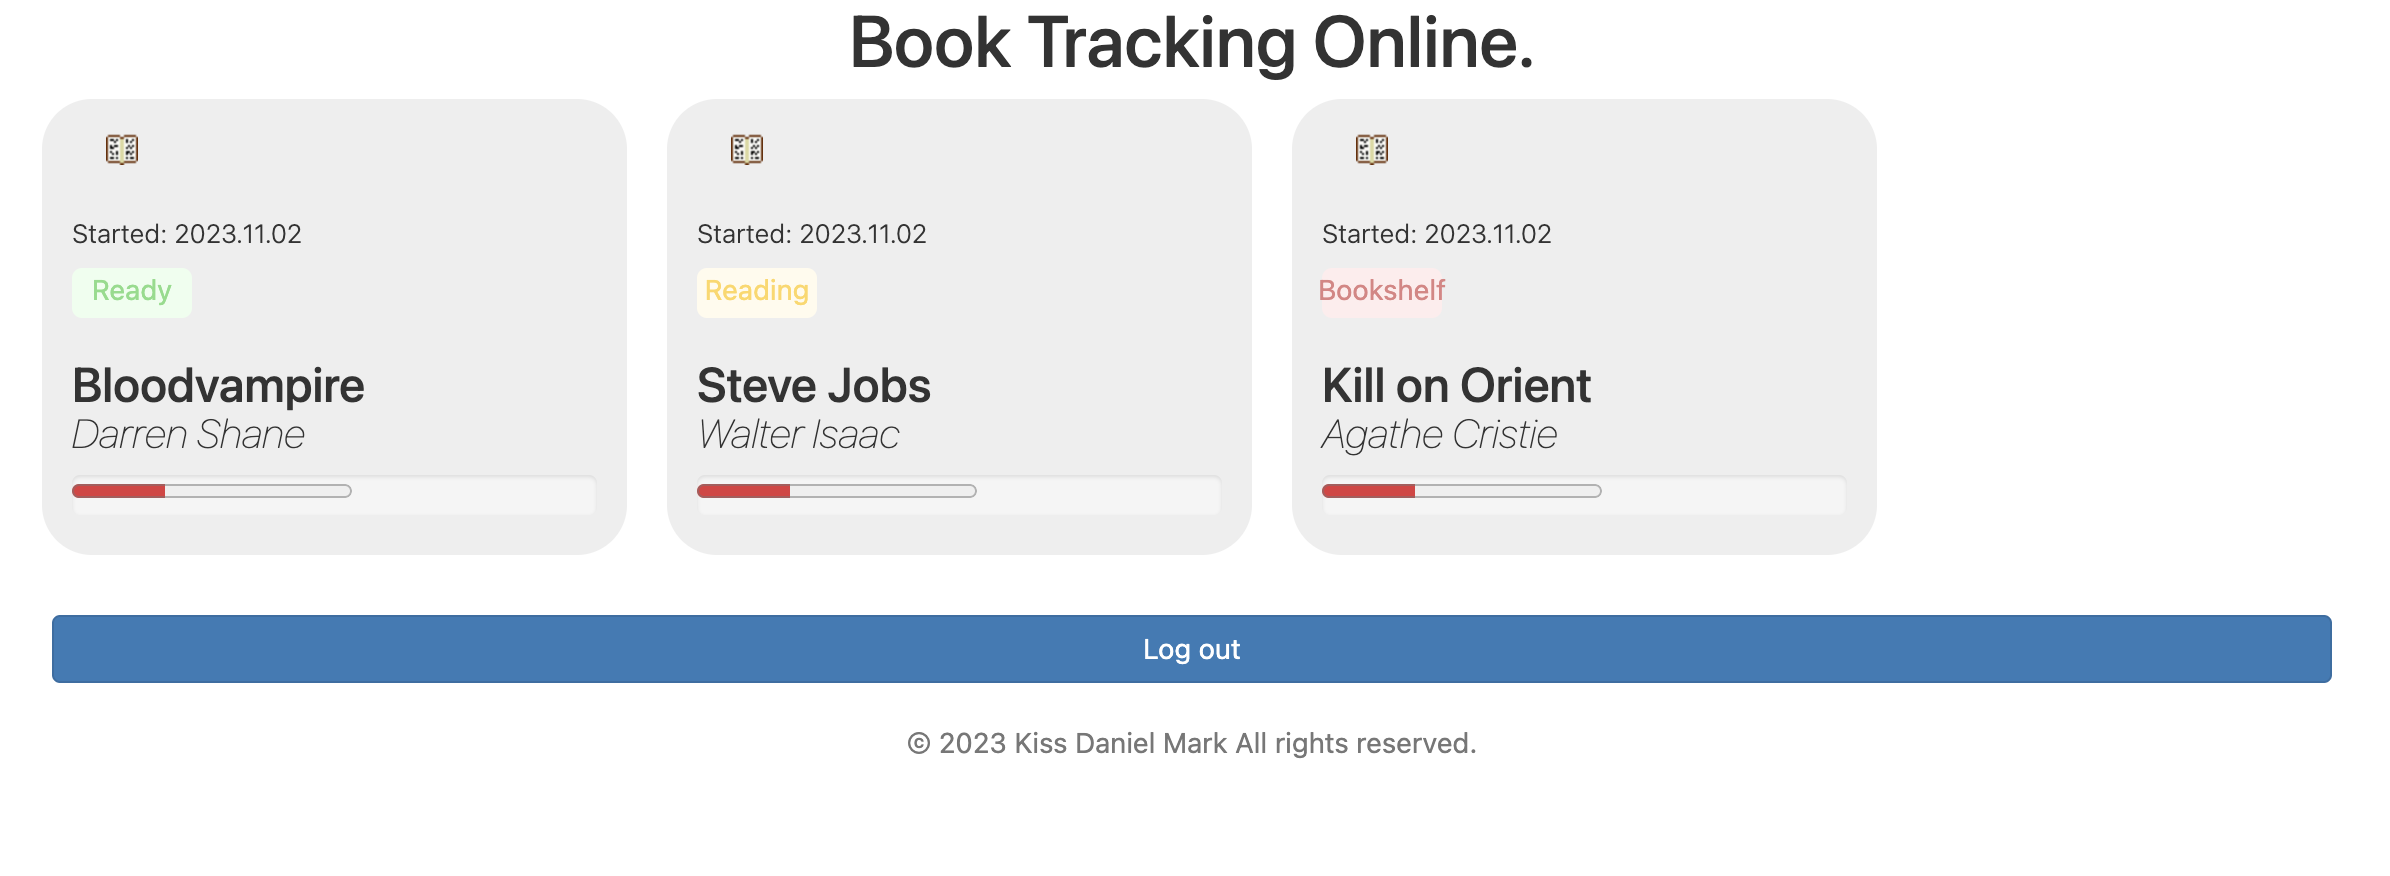 Book Tracking Online.
Started: 2023.11.02
Ready
Bloodvampire
Darren Shane
Started: 2023.11.02
Reading
Steve Jobs
Walter Isaac
Started: 2023.11.02
Bookshelf
Kill on Orient
Agathe Cristie
Log out
© 2023 Kiss Daniel Mark All rights reserved.